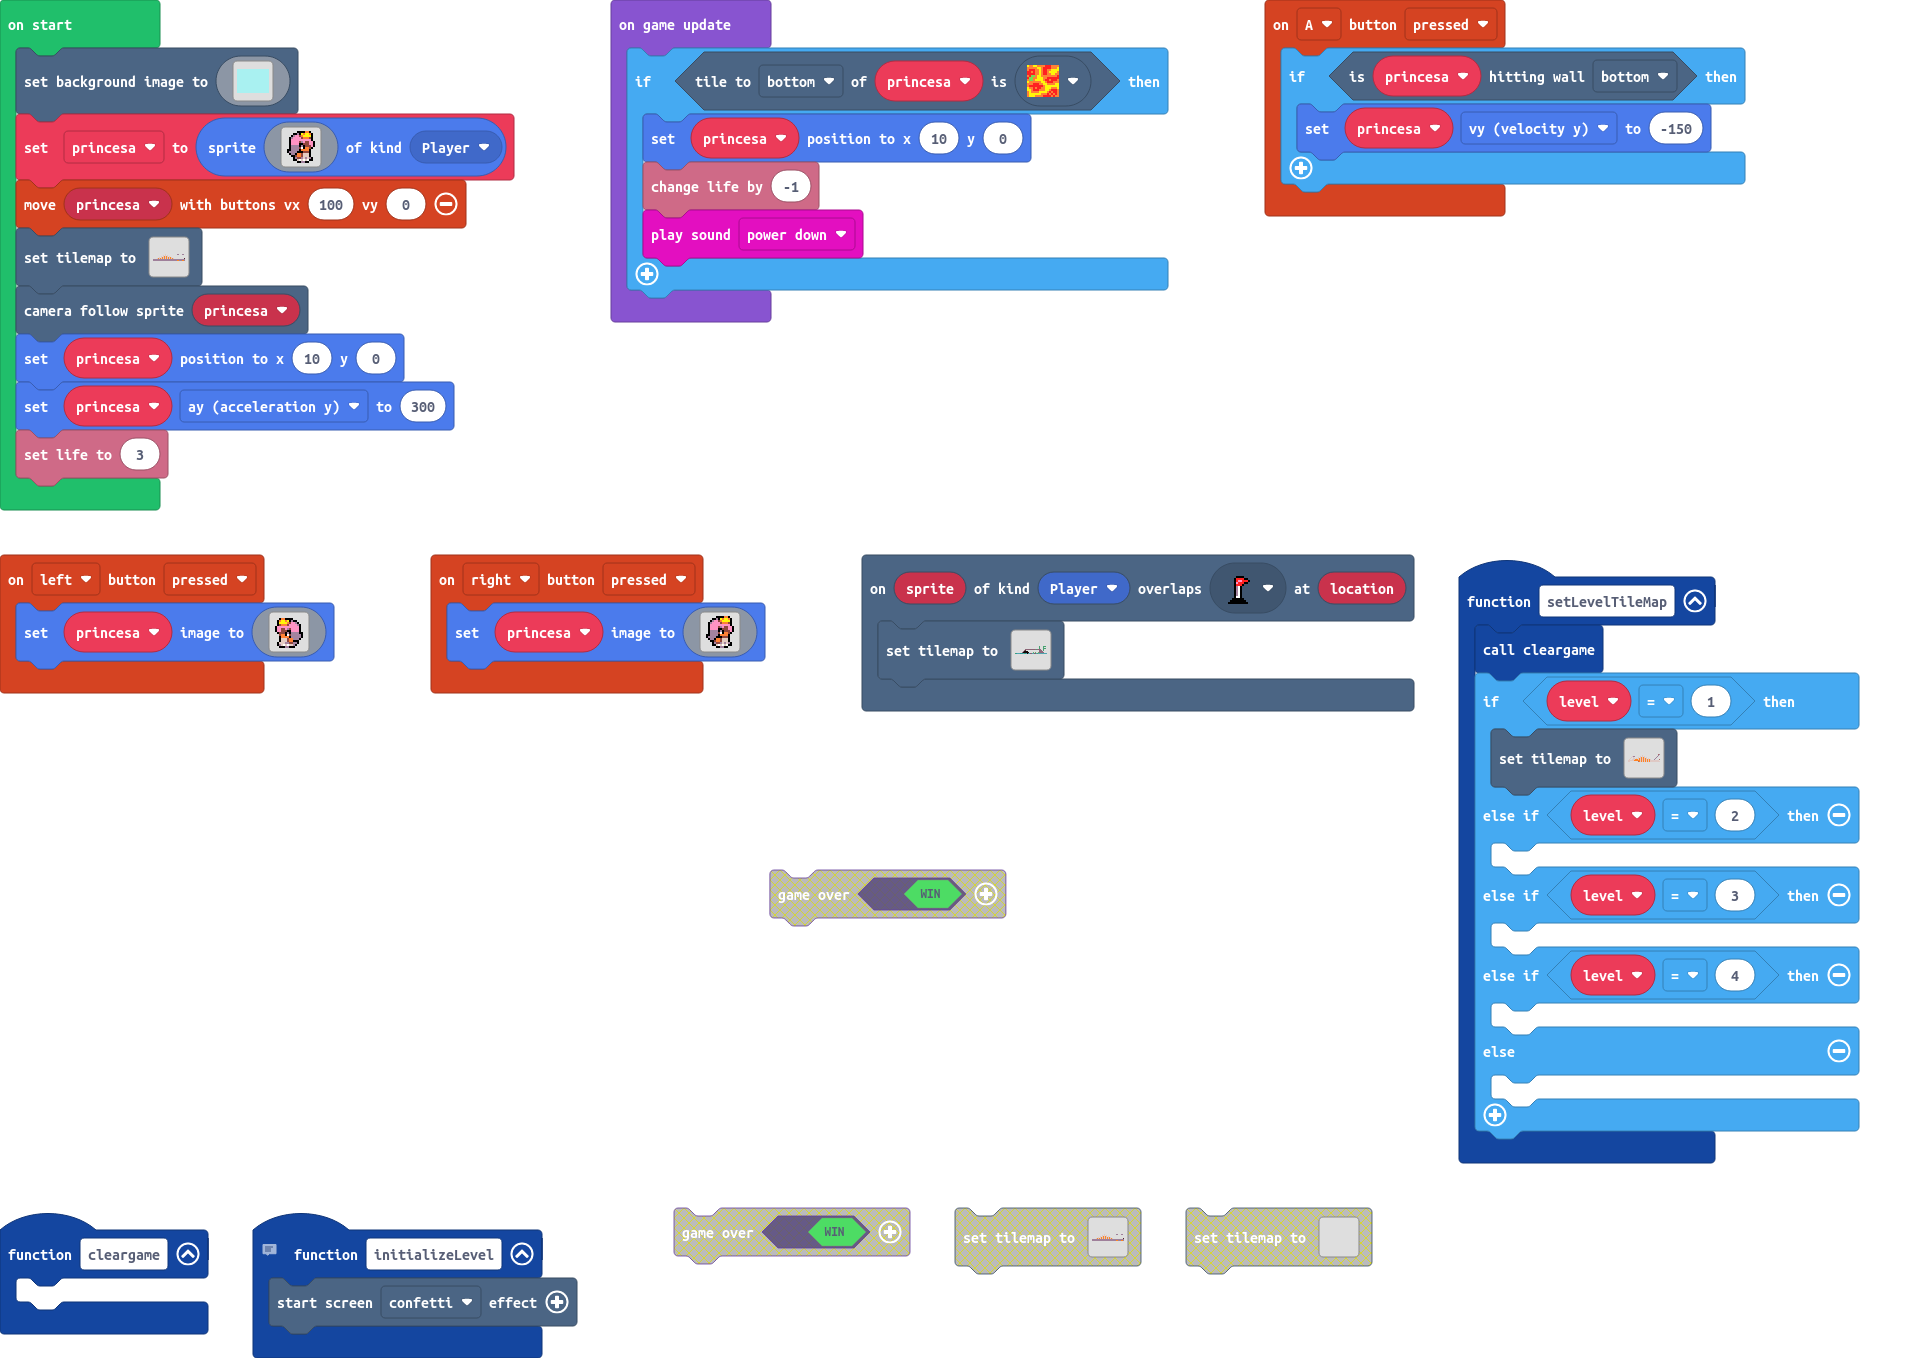 on start
set background image to
set princesa to sprite of kind Player
move princesa with buttons vx 100 vy 0
set tilemap to
camera follow sprite princesa
set princesa position to x 10 y 0
set princesa ay (acceleration y) to 300
set life to 3
on game update
if tile to bottom of princesa is then
set princesa position to x 10 y 0
change life by -1
play sound power down
on A button pressed
if is princesa hitting wall bottom then
set princesa vy (velocity y) to -150
on left button pressed
set princesa image to
on right button pressed
set princesa image to
on sprite of kind Player overlaps at location
set tilemap to
function setLevelTileMap
call cleargame
if level = 1 then
set tilemap to
else if level = 2 then
else if level = 3 then
else if level = 4 then
else
game over WIN
function cleargame
function initializeLevel
start screen confetti effect
game over WIN
set tilemap to
set tilemap to